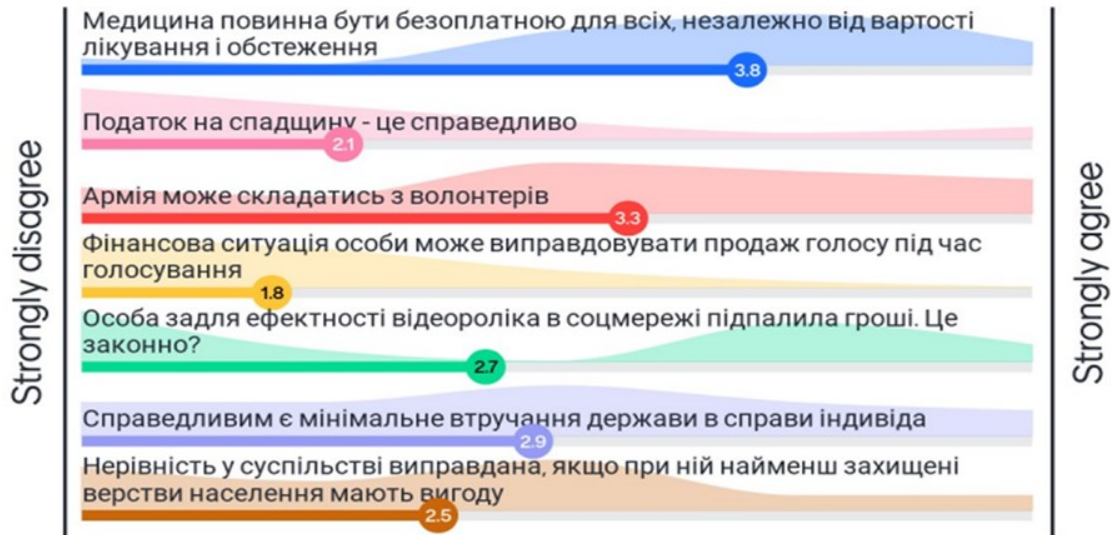 Медицина повинна бути безоплатною для всіх, незалежно від вартості
лікування і обстеження
3.8
Податок на спадщину - це справедливо
2.1
Армія може складатись з волонтерів
3.3
Фінансова ситуація особи може виправдовувати продаж голосу під час
голосування
1.8
Особа задля ефектності відеороліка в соцмережі підпалила гроші. Це
законно?
2.7
Справедливим є мінімальне втручання держави в справи індивіда
2.9
Нерівність у суспільстві виправдана, якщо при ній найменш захищені
верстви населення мають вигоду
2.5
Strongly disagree
Strongly agree